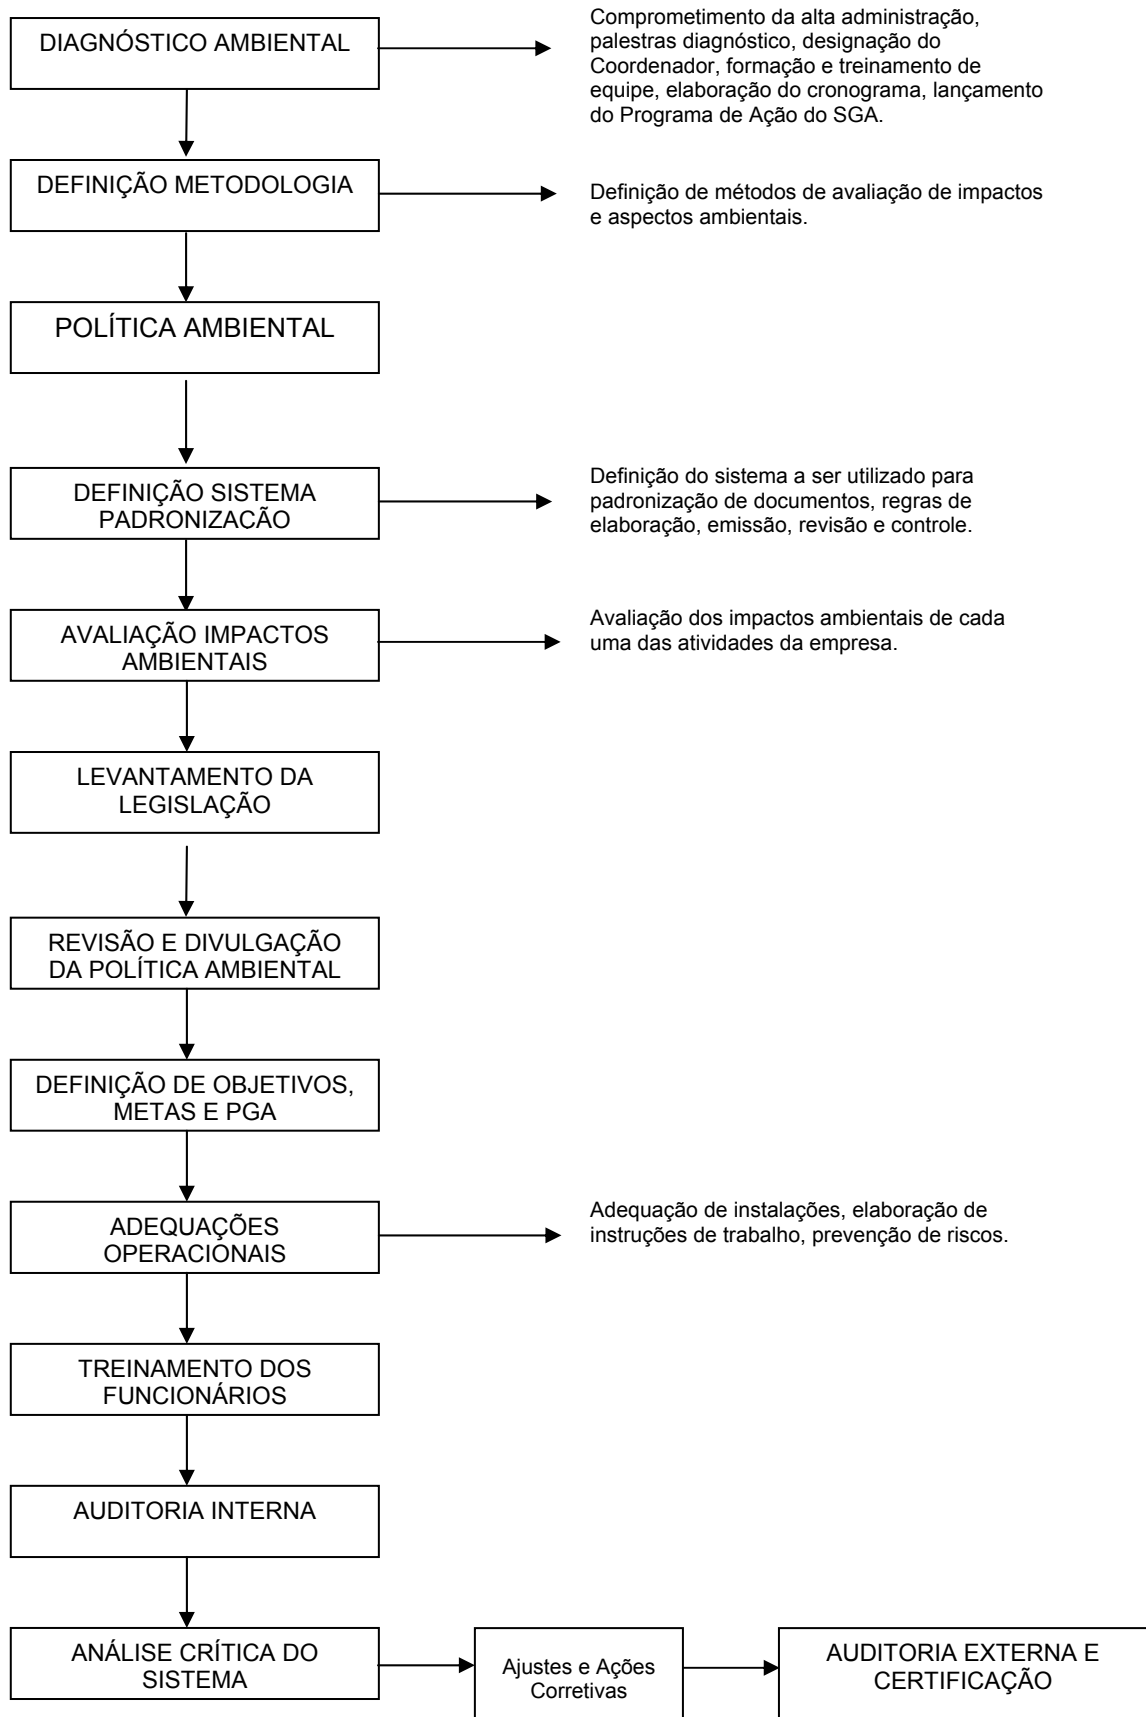 DIAGNÓSTICO AMBIENTAL
Comprometimento da alta administração,
palestras diagnóstico, designação do
Coordenador, formação e treinamento de
equipe, elaboração do cronograma, lançamento
do Programa de Ação do SGA.
DEFINIÇÃO METODOLOGIA
Definição de métodos de avaliação de impactos
e aspectos ambientais.
POLÍTICA AMBIENTAL
DEFINIÇÃO SISTEMA
PADRONIZAÇÃO
Definição do sistema a ser utilizado para
padronização de documentos, regras de
elaboração, emissão, revisão e controle.
AVALIAÇÃO IMPACTOS
AMBIENTAIS
Avaliação dos impactos ambientais de cada
uma das atividades da empresa.
LEVANTAMENTO DA
LEGISLAÇÃO
REVISÃO E DIVULGAÇÃO
DA POLÍTICA AMBIENTAL
DEFINIÇÃO DE OBJETIVOS,
METAS E PGA
ADEQUAÇÕES
OPERACIONAIS
Adequação de instalações, elaboração de
instruções de trabalho, prevenção de riscos.
TREINAMENTO DOS
FUNCIONÁRIOS
AUDITORIA INTERNA
ANÁLISE CRÍTICA DO
SISTEMA
Ajustes e Ações
Corretivas
AUDITORIA EXTERNA E
CERTIFICAÇÃO